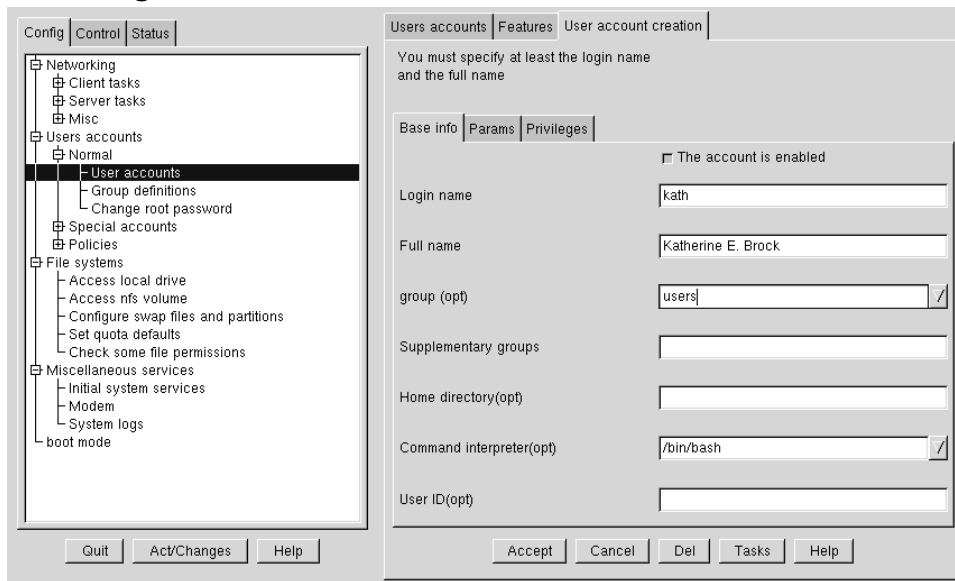 Config Control Status
Networking
Client tasks
Server tasks
Misc
Users accounts
Normal
User accounts
Group definitions
Change root password
Special accounts
Policies
File systems
Access local drive
Access nfs volume
Configure swap files and partitions
Set quota defaults
Check some file permissions
Miscellaneous services
Initial system services
Modem
System logs
boot mode
Quit Act/Changes Help
Users accounts Features User account creation
You must specify at least the login name
and the full name
Base info Params Privileges
The account is enabled
Login name kath
Full name Katherine E. Brock
group (opt) users
Supplementary groups
Home directory(opt)
Command interpreter(opt) /bin/bash
User ID(opt)
Accept Cancel Del Tasks Help